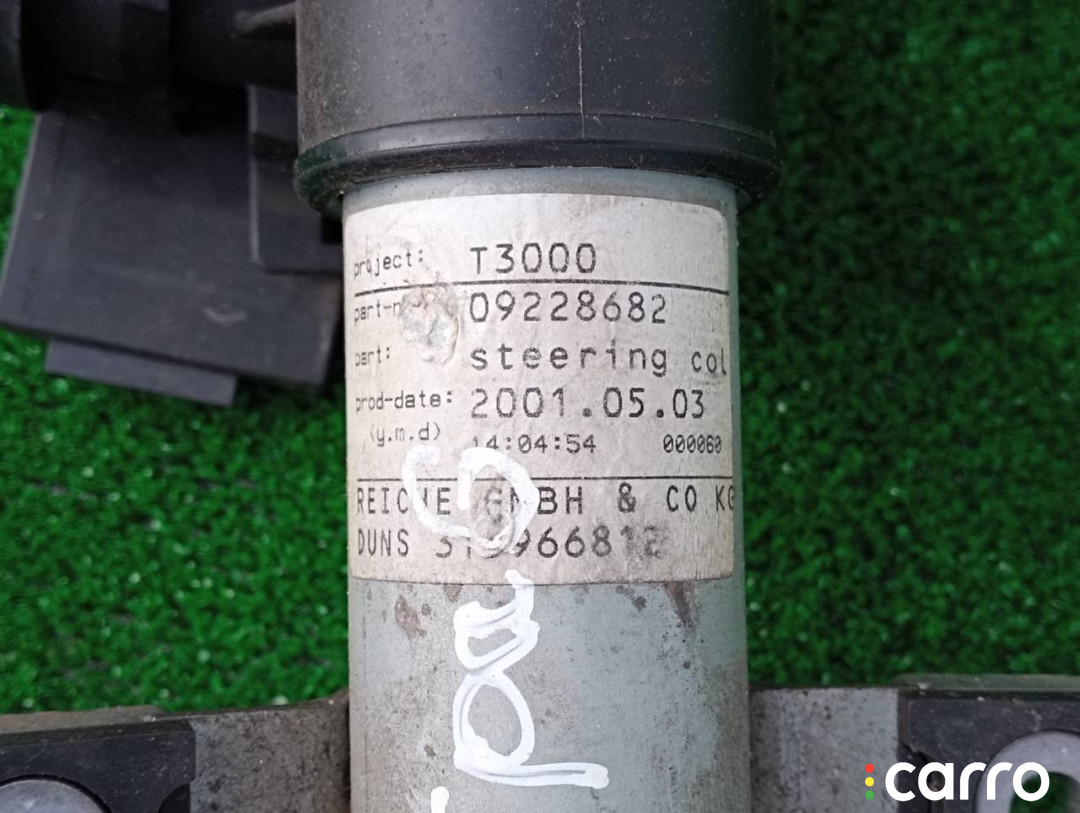 project: T3000
09228682
part: steering col
prod-date: 2001.05.03
(y.m.d) 14:04:54 000060
REICHE GMBH & CO KG
DUNS
carro